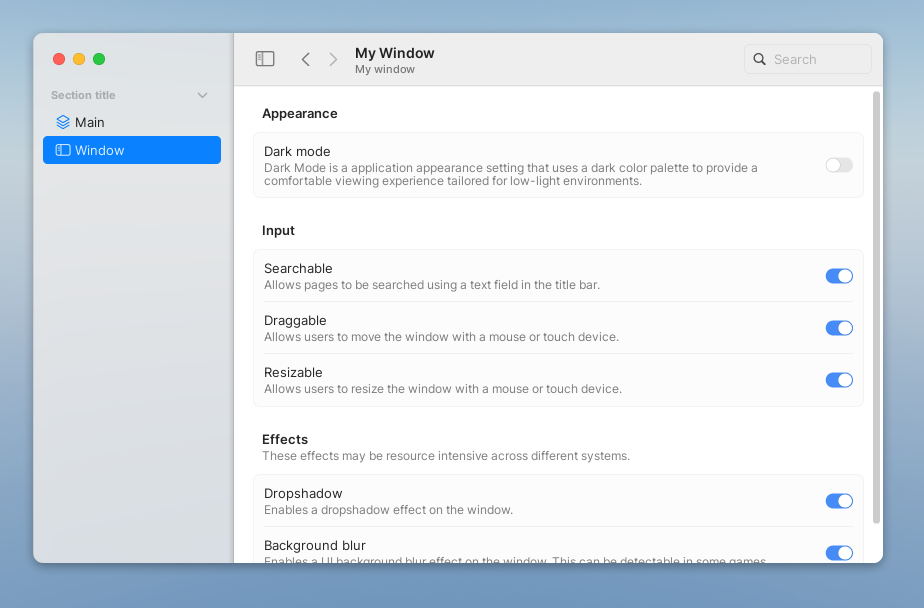 My Window
My window
Search
Section title
Main
Window
Appearance
Dark mode
Dark Mode is a application appearance setting that uses a dark color palette to provide a
comfortable viewing experience tailored for low-light environments.
Input
Searchable
Allows pages to be searched using a text field in the title bar.
Draggable
Allows users to move the window with a mouse or touch device.
Resizable
Allows users to resize the window with a mouse or touch device.
Effects
These effects may be resource intensive across different systems.
Dropshadow
Enables a dropshadow effect on the window.
Background blur
Enables a UI background blur effect on the window. This can be detectable in some games.